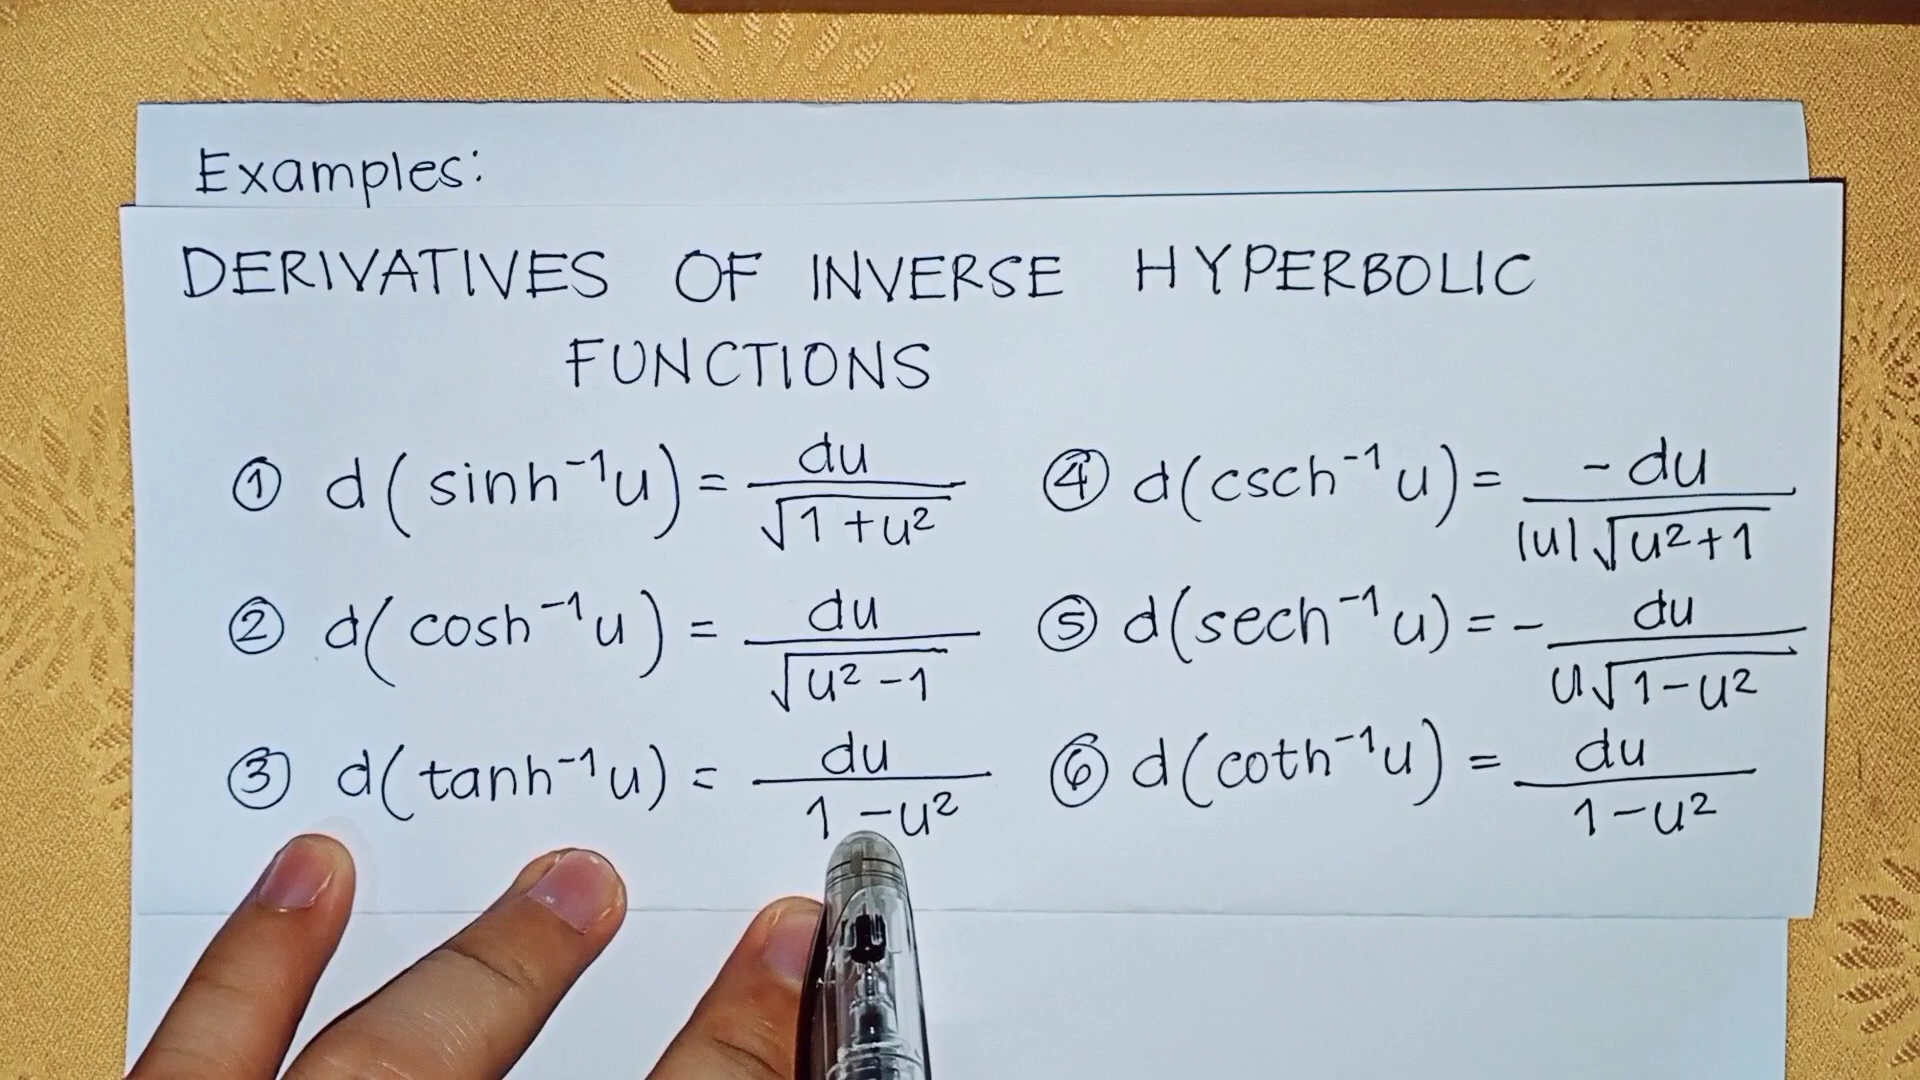 Examples:
DERIVATIVES OF INVERSE HYPERBOLIC
FUNCTIONS
① d(sinh⁻¹u) = du/√(1+u²)
② d(cosh⁻¹u) = du/√(u²-1)
③ d(tanh⁻¹u) = du/(1-u²)
④ d(csch⁻¹u) = -du/(|u|√(u²+1))
⑤ d(sech⁻¹u) = - du/(u√(1-u²))
⑥ d(coth⁻¹u) = du/(1-u²)